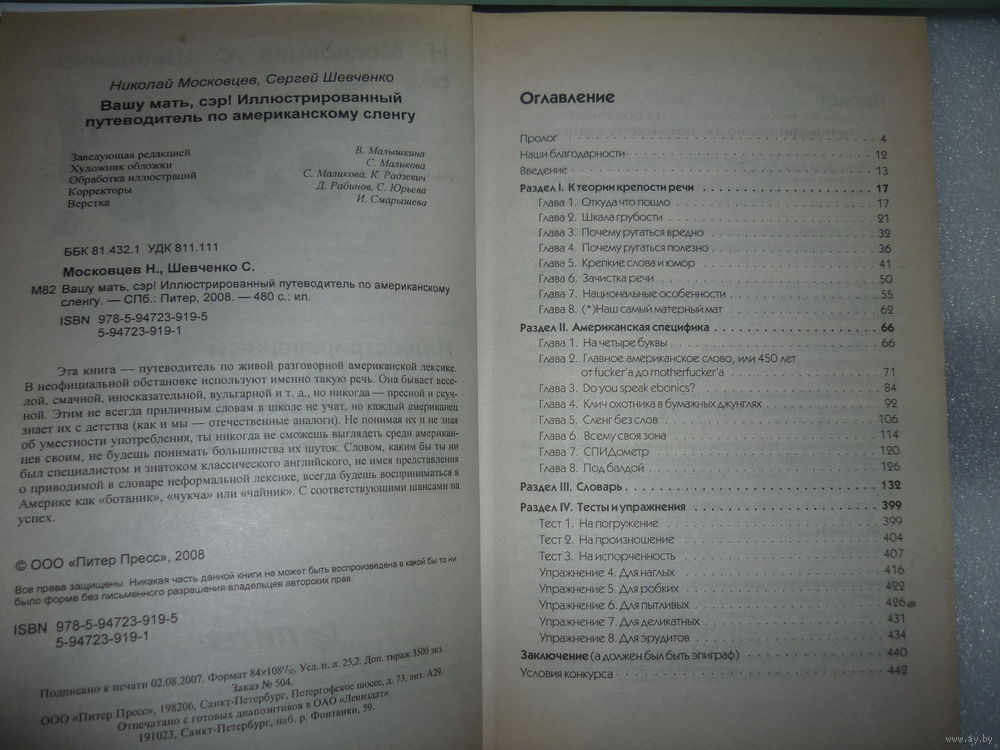 Николай Московцев, Сергей Шевченко
Вашу мать, сэр! Иллюстрированный
путеводитель по американскому сленгу
Заведующая редакцией В. Малышкина
Художник обложки С. Маликова
Обработка иллюстраций С. Маликова, К. Радзевич
Корректоры Д. Рабинов, С. Юрьева
Верстка И. Смарышева
ББК 81.432.1 УДК 811.111
Московцев Н., Шевченко С.
М82 Вашу мать, сэр! Иллюстрированный путеводитель по американскому
сленгу. — СПб.: Питер, 2008. — 480 с.: ил.
ISBN 978-5-94723-919-5
5-94723-919-1
Эта книга — путеводитель по живой разговорной американской лексике.
В неофициальной обстановке используют именно такую речь. Она бывает весе-
лой, смачной, иносказательной, вульгарной и т. д., но никогда — пресной и скуч-
ной. Этим не всегда приличным словам в школе не учат, но каждый американец
знает их с детства (как и мы — отечественные аналоги). Не понимая их и не зная
об уместности употребления, ты никогда не сможешь выглядеть среди американ-
цев своим, не будешь понимать большинства их шуток. Словом, каким бы ты ни
был специалистом и знатоком классического английского, не имея представления
о приводимой в словаре неформальной лексике, всегда будешь восприниматься в
Америке как «ботаник», «чукча» или «чайник». С соответствующими шансами на
успех.
© ООО «Питер Пресс», 2008
Все права защищены. Никакая часть данной книги не может быть воспроизведена в какой бы то ни
было форме без письменного разрешения владельцев авторских прав.
ISBN 978-5-94723-919-5
5-94723-919-1
Подписано к печати 02.08.2007. Формат 84×108¹/₃₂. Усл. п. л. 25,2. Доп. тираж 3500 экз.
Заказ № 504.
ООО «Питер Пресс», 198206, Санкт-Петербург, Петергофское шоссе, д. 73, лит. А29.
Отпечатано с готовых диапозитивов в ОАО «Лениздат».
191023, Санкт-Петербург, наб. р. Фонтанки, 59.
Оглавление
Пролог 4
Наши благодарности 12
Введение 13
Раздел I. К теории крепости речи 17
Глава 1. Откуда что пошло 17
Глава 2. Шкала грубости 21
Глава 3. Почему ругаться вредно 32
Глава 4. Почему ругаться полезно 36
Глава 5. Крепкие слова и юмор 41
Глава 6. Зачистка речи 50
Глава 7. Национальные особенности 55
Глава 8. (*)Наш самый матерный мат 62
Раздел II. Американская специфика 66
Глава 1. На четыре буквы 66
Глава 2. Главное американское слово, или 450 лет
от fucker'а до motherfucker'а 71
Глава 3. Do you speak ebonics? 84
Глава 4. Клич охотника в бумажных джунглях 92
Глава 5. Сленг без слов 106
Глава 6. Всему своя зона 114
Глава 7. СПИДометр 120
Глава 8. Под балдой 126
Раздел III. Словарь 132
Раздел IV. Тесты и упражнения 399
Тест 1. На погружение 399
Тест 2. На произношение 404
Тест 3. На испорченность 407
Упражнение 4. Для наглых 416
Упражнение 5. Для робких 422
Упражнение 6. Для пытливых 426
Упражнение 7. Для деликатных 431
Упражнение 8. Для эрудитов 434
Заключение (а должен был быть эпиграф) 440
Условия конкурса 442
www.ay.by